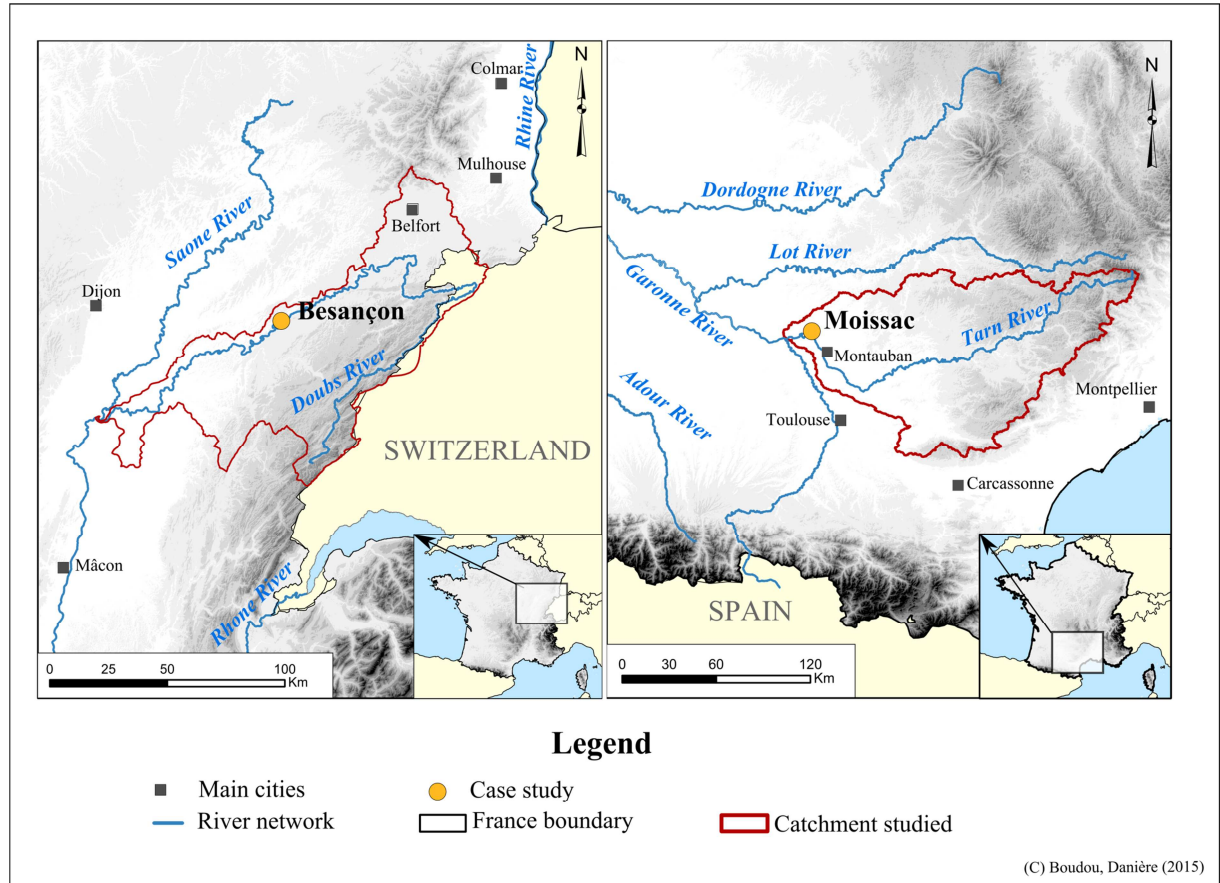 N
Colmar
Rhine River
Mulhouse
Saone River
Belfort
Dijon
Besançon
Doubs River
SWITZERLAND
Mâcon
Rhone River
0 25 50 100
Km
N
Dordogne River
Lot River
Garonne River
Moissac
Tarn River
Montauban
Adour River
Montpellier
Toulouse
Carcassonne
SPAIN
0 30 60 120
Km
Legend
Main cities
Case study
River network
France boundary
Catchment studied
(C) Boudou, Danière (2015)